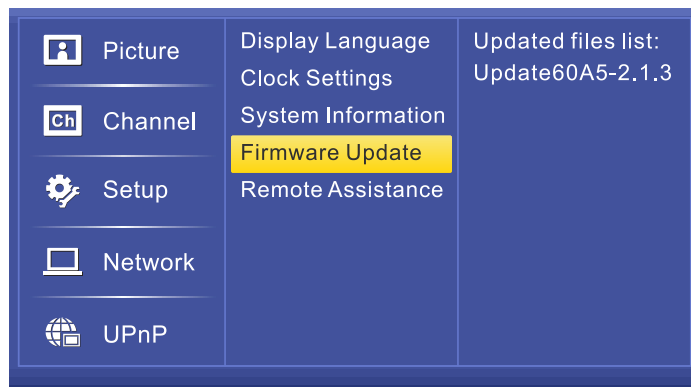 Picture
Ch Channel
Setup
Network
UPnP
Display Language
Clock Settings
System Information
Firmware Update
Remote Assistance
Updated files list:
Update60A5-2.1.3